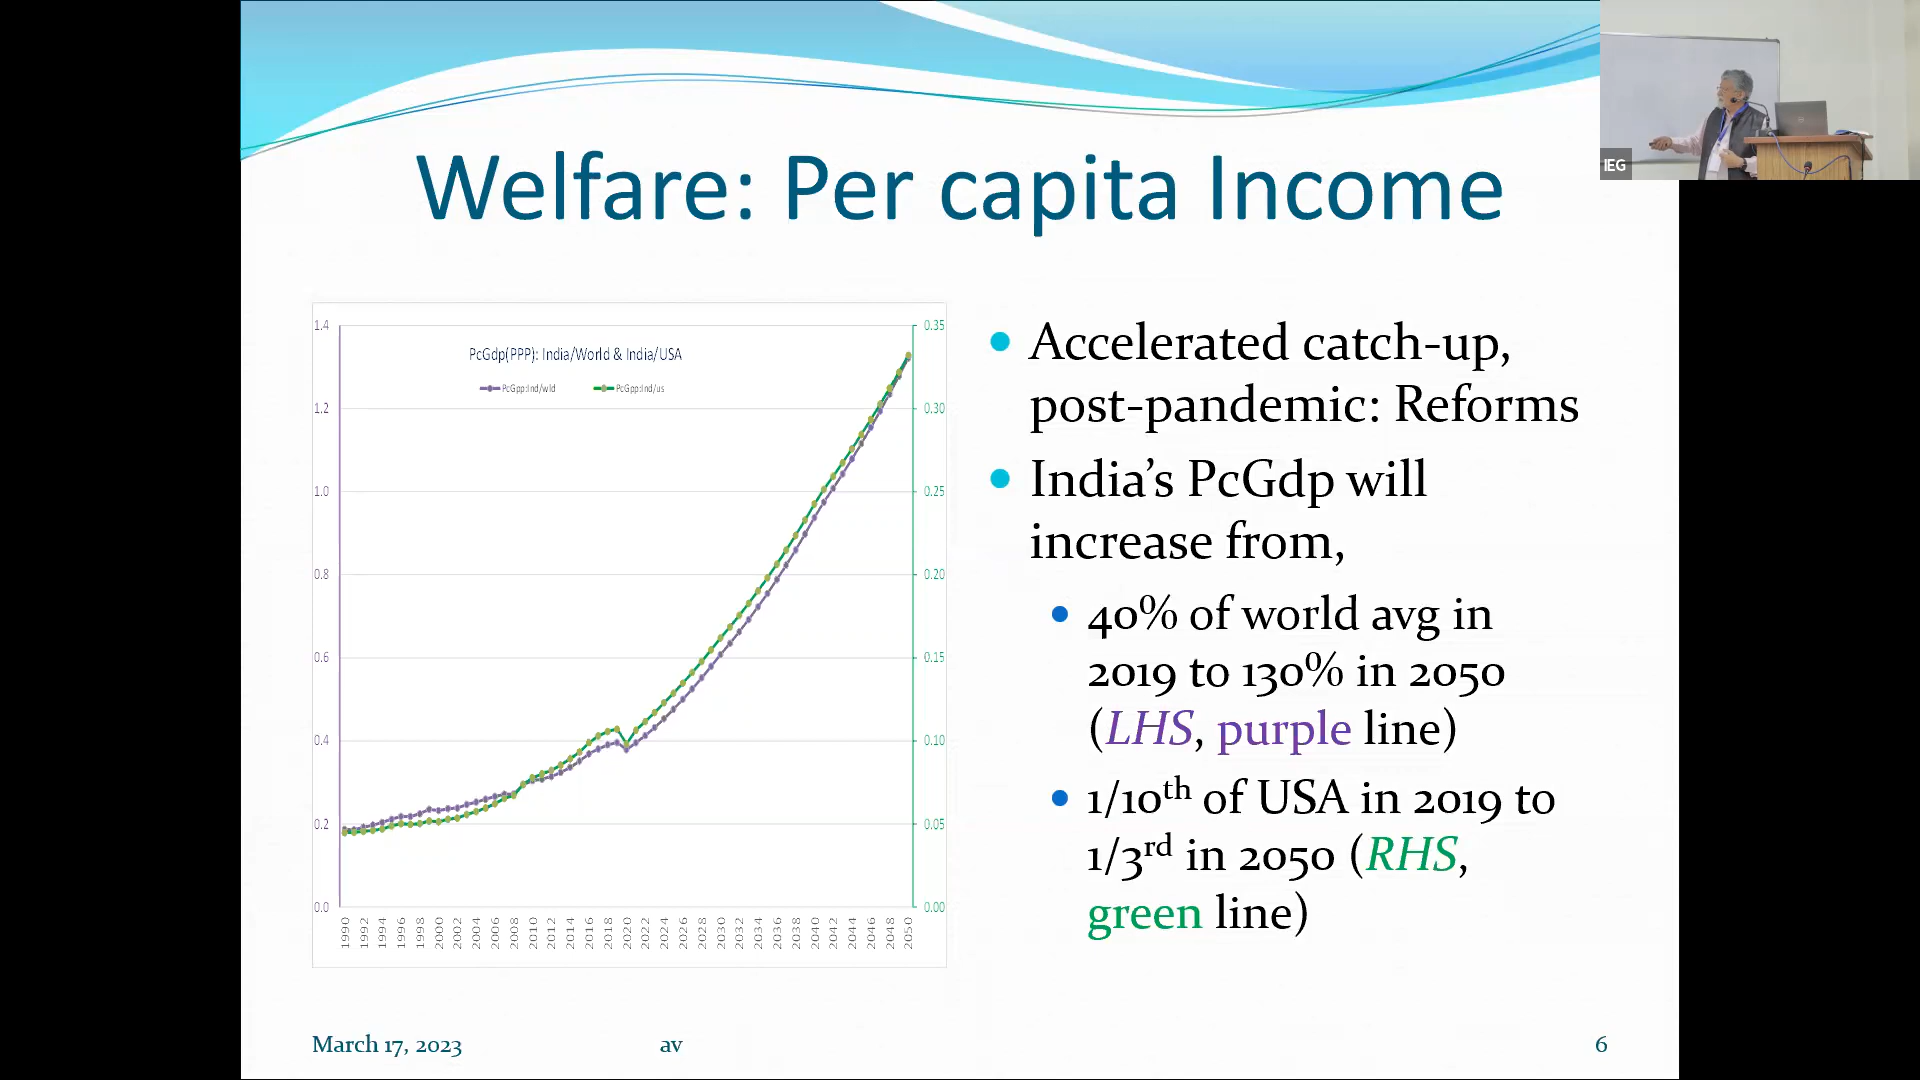 IEG
Welfare: Per capita Income
1.4
1.2
1.0
0.8
0.6
0.4
0.2
0.0
PcGdp(PPP): India/World & India/USA
PcGpp:Ind/wld PcGpp:Ind/us
0.35
0.30
0.25
0.20
0.15
0.10
0.05
0.00
1990 1992 1994 1996 1998 2000 2002 2004 2006 2008 2010 2012 2014 2016 2018 2020 2022 2024 2026 2028 2030 2032 2034 2036 2038 2040 2042 2044 2046 2048 2050
Accelerated catch-up,
post-pandemic: Reforms
India’s PcGdp will
increase from,
40% of world avg in
2019 to 130% in 2050
(LHS, purple line)
1/10th of USA in 2019 to
1/3rd in 2050 (RHS,
green line)
March 17, 2023 av 6